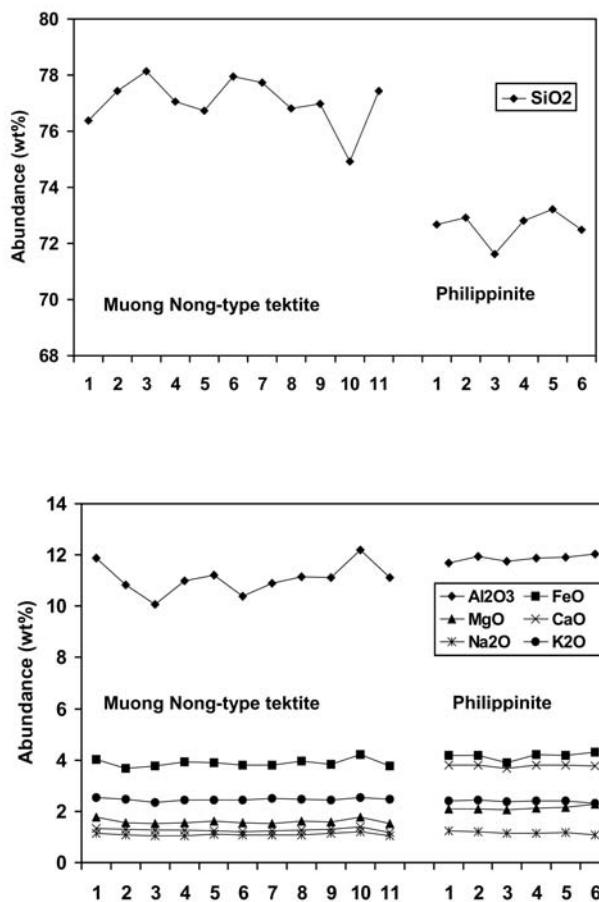 80
78
76
74
72
70
68
Abundance (wt%)
SiO2
Muong Nong-type tektite
Philippinite
1 2 3 4 5 6 7 8 9 10 11 1 2 3 4 5 6
14
12
10
8
6
4
2
0
Abundance (wt%)
Al2O3 FeO
MgO CaO
Na2O K2O
Muong Nong-type tektite
Philippinite
1 2 3 4 5 6 7 8 9 10 11 1 2 3 4 5 6